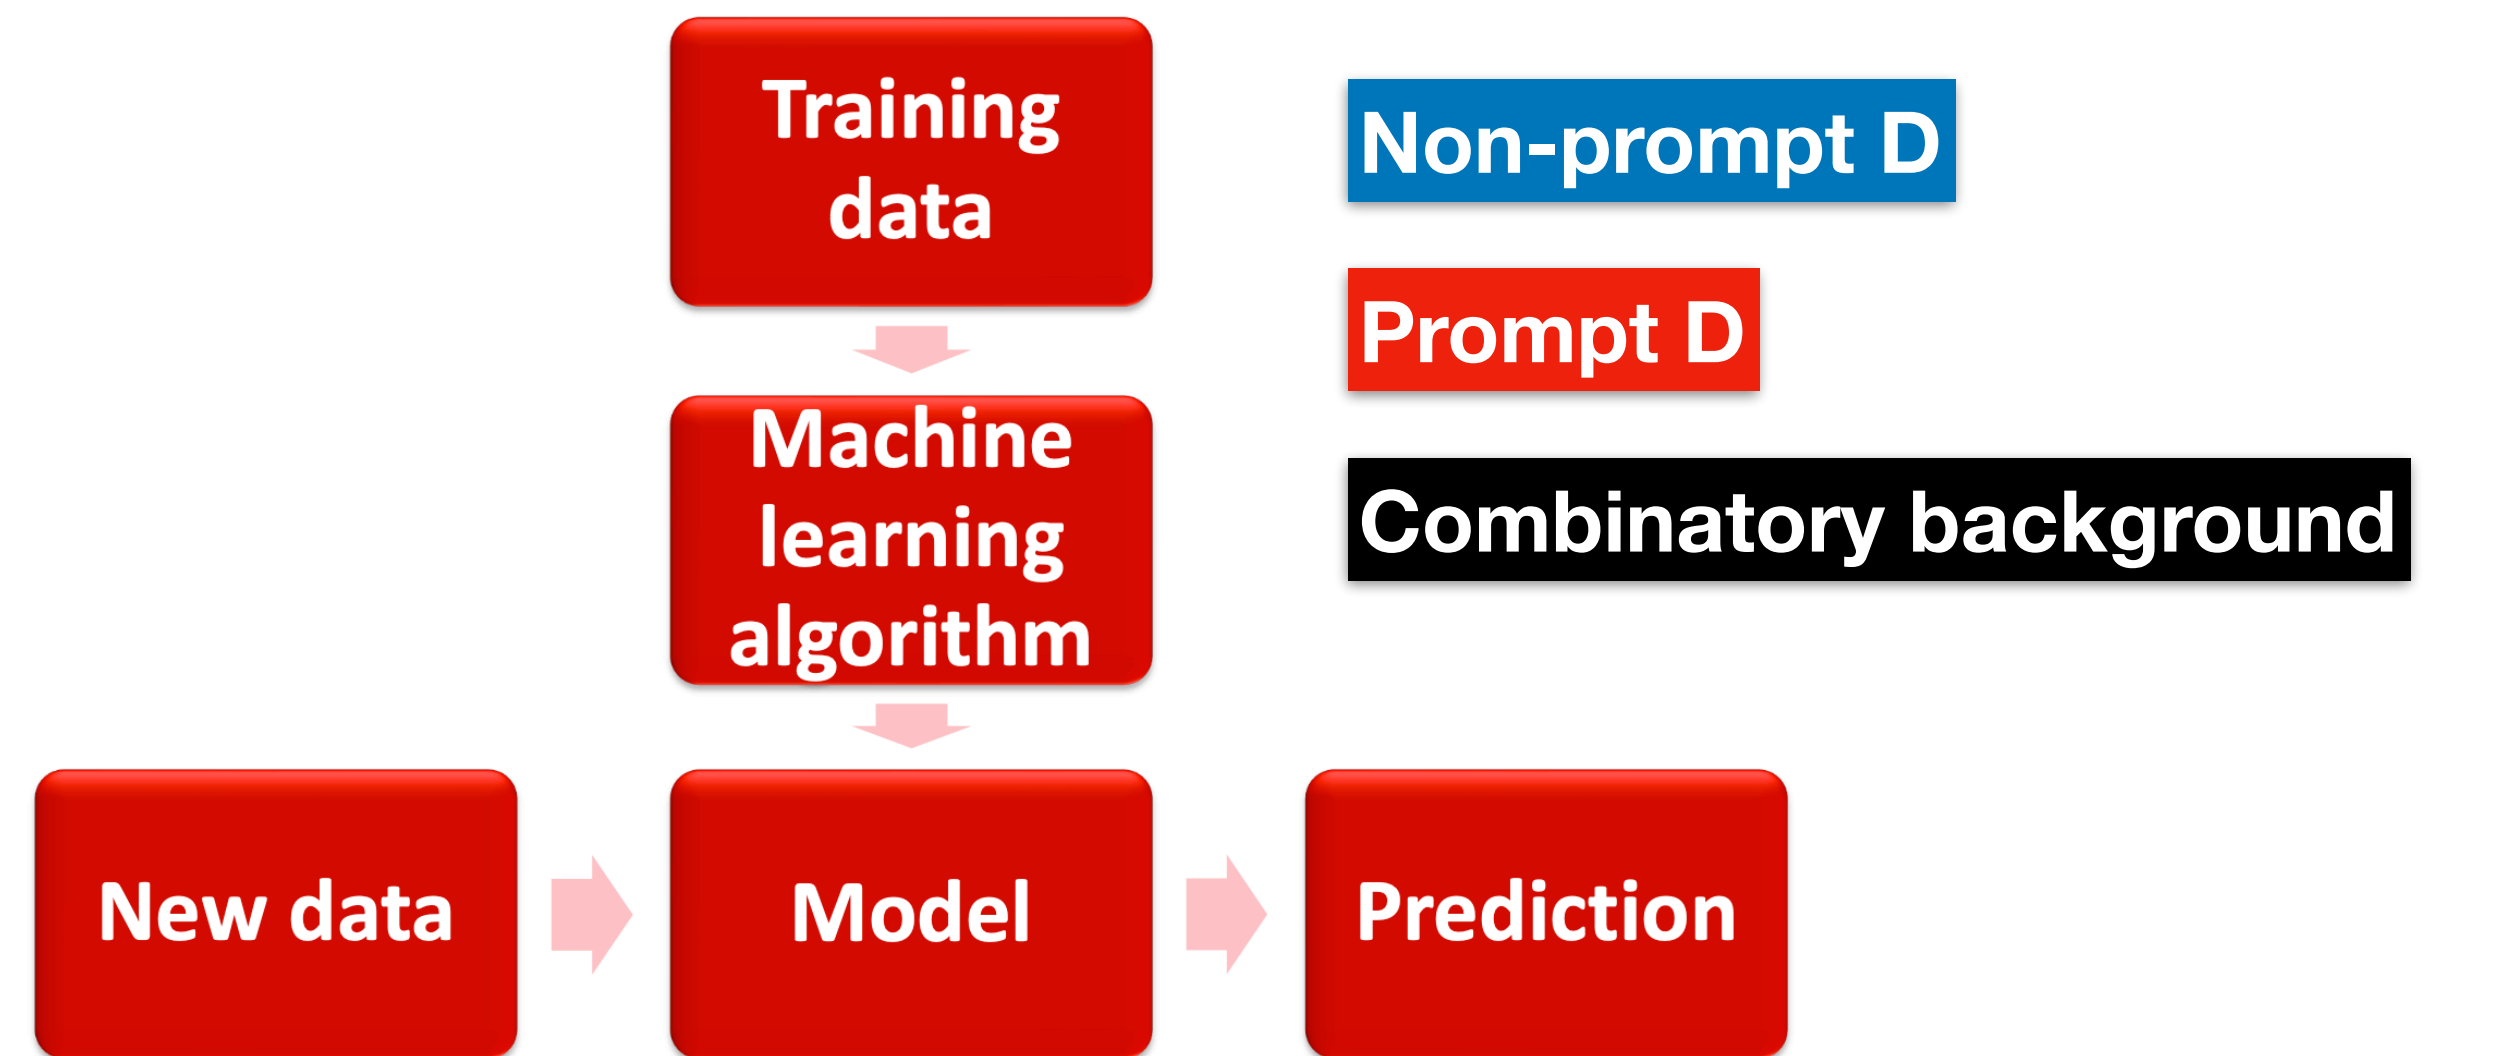 Training
data
Non-prompt D
Prompt D
Machine
learning
algorithm
Combinatory background
New data
Model
Prediction